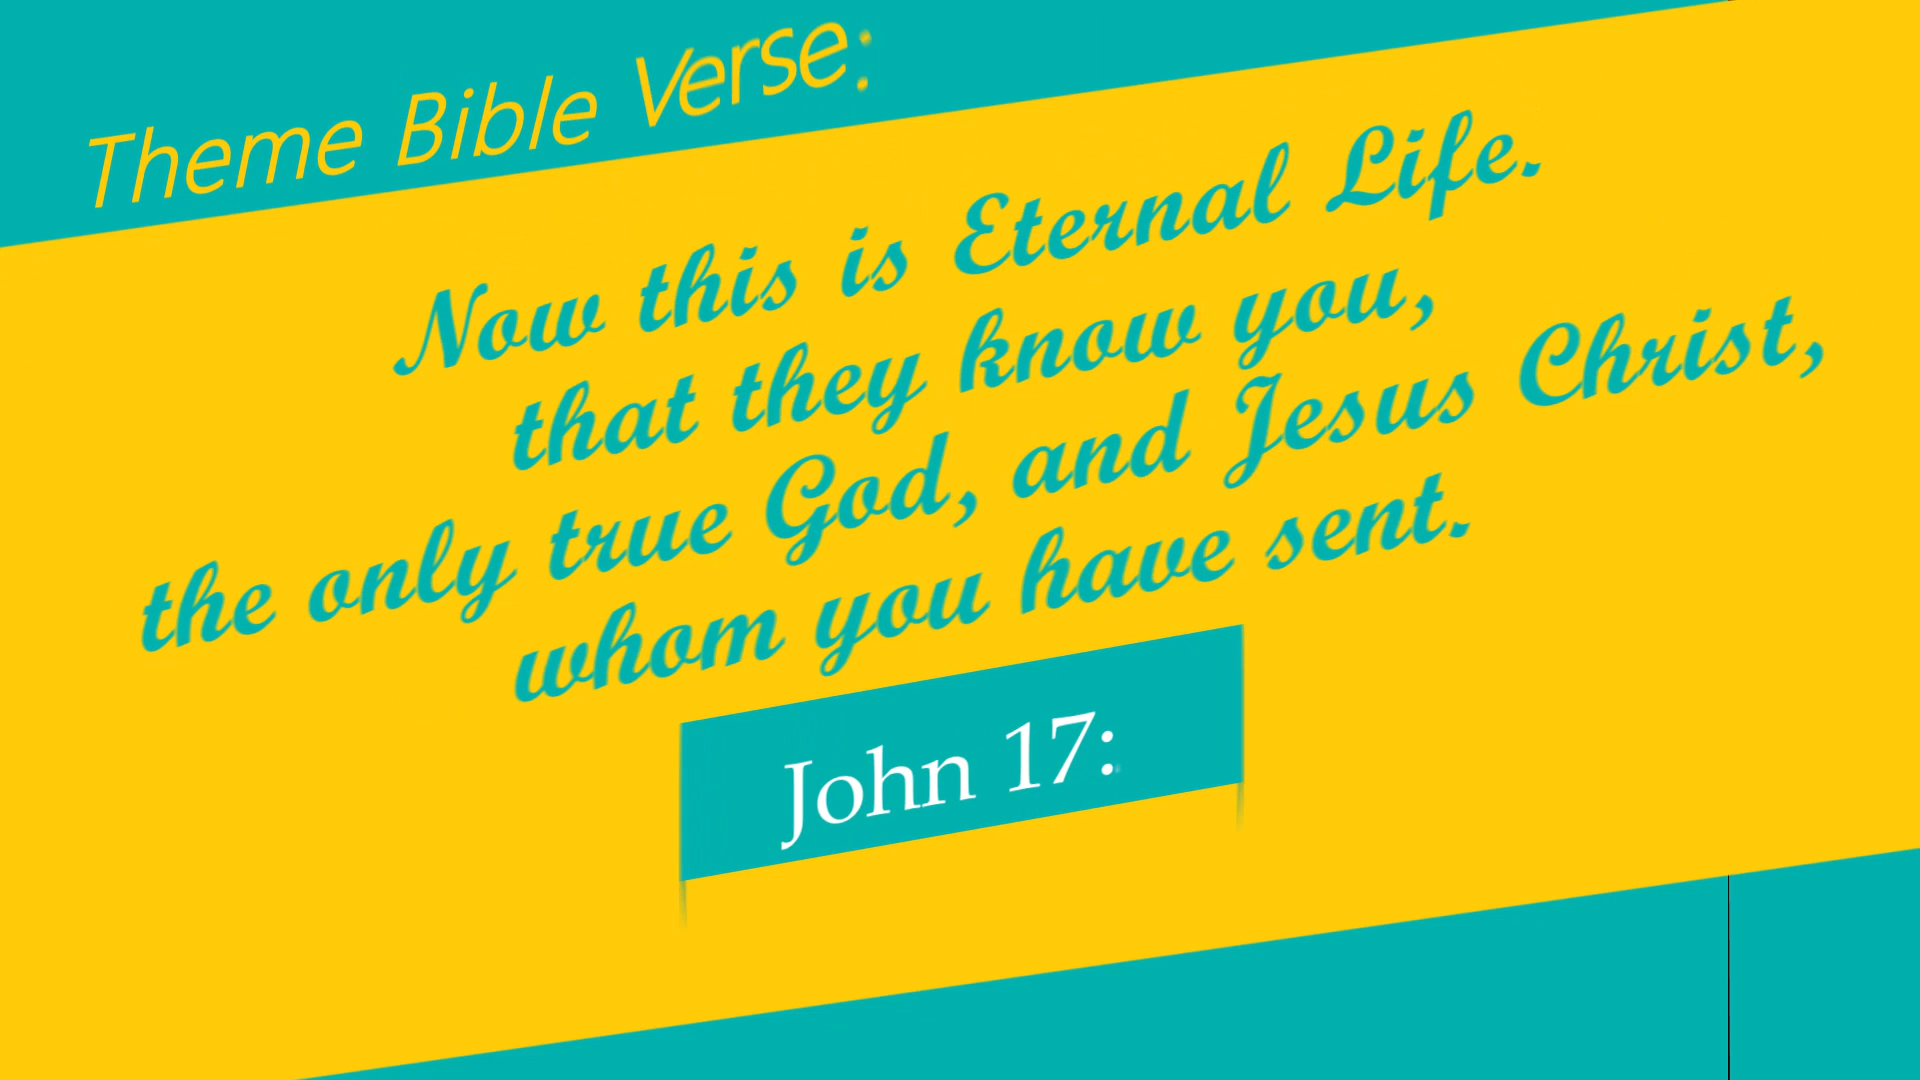 Theme Bible Verse:
Now this is Eternal Life.
that they know you,
the only true God, and Jesus Christ,
whom you have sent.
John 17: